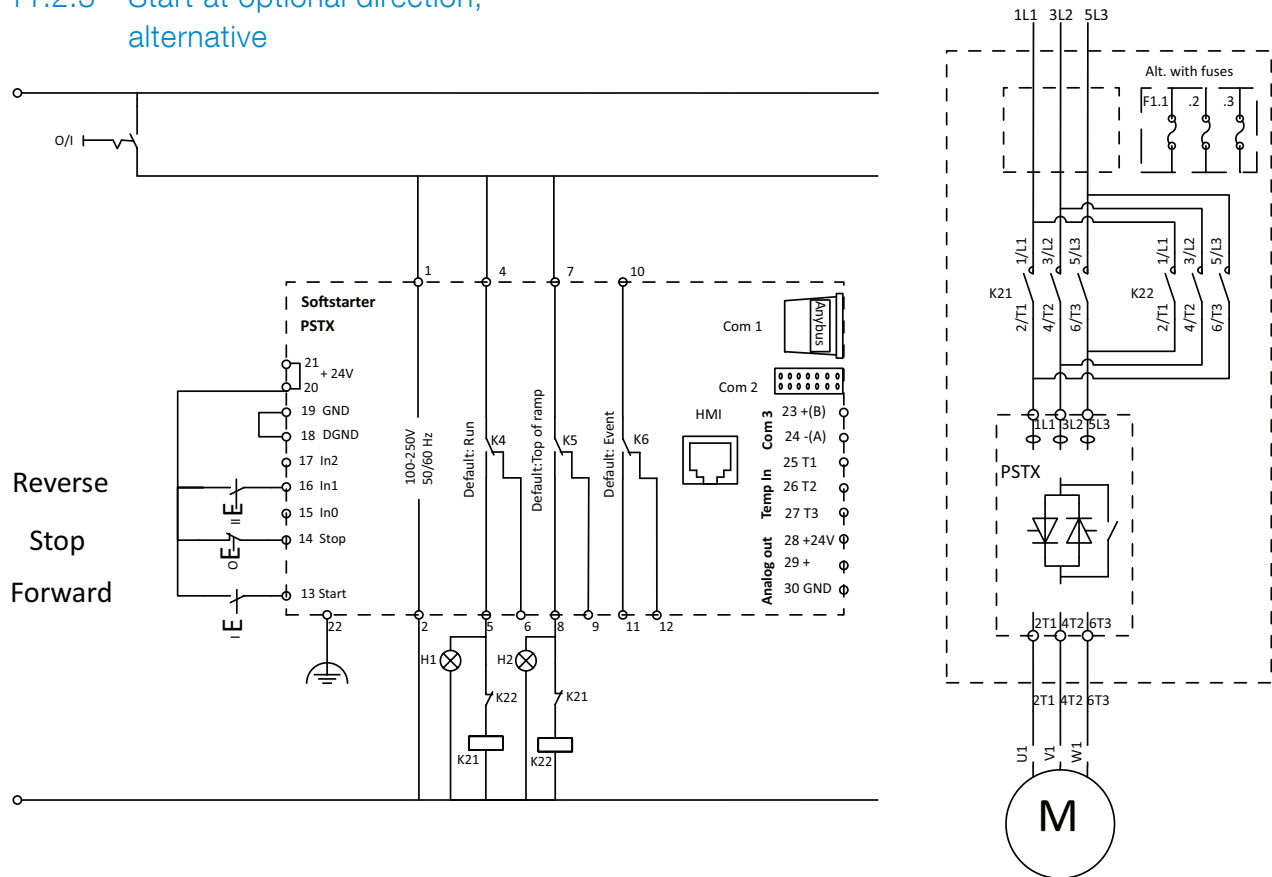 11.2.3 Start at optional direction,
alternative
O/I
1
4
7
10
Softstarter
PSTX
21
+ 24V
20
19 GND
18 DGND
17 In2
16 In1
15 In0
14 Stop
13 Start
22
Reverse
Stop
Forward
II
O
I
100-250V
50/60 Hz
Default: Run
K4
Default:Top of ramp
K5
Default: Event
K6
Com 1
Anybus
Com 2
HMI
Com 3
Temp In
Analog out
23 +(B)
24 -(A)
25 T1
26 T2
27 T3
28 +24V
29 +
30 GND
2
5
6
8
9
11
12
H1
H2
K22
K21
K21
K22
1L1 3L2 5L3
Alt. with fuses
F1.1 .2 .3
K21
1/L1 3/L2 5/L3
2/T1 4/T2 6/T3
K22
1/L1 3/L2 5/L3
2/T1 4/T2 6/T3
1L1 3L2 5L3
PSTX
2T1 4T2 6T3
2T1 4T2 6T3
U1 V1 W1
M